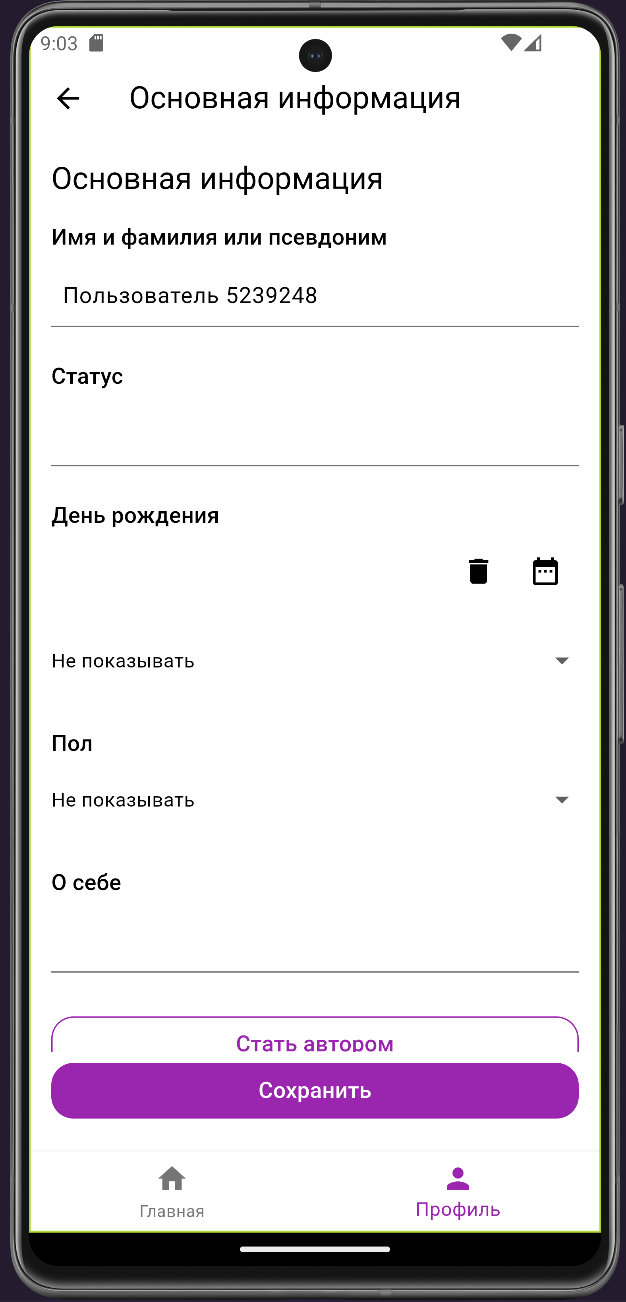 9:03
Основная информация
Основная информация
Имя и фамилия или псевдоним
Пользователь 5239248
Статус
День рождения
Не показывать
Пол
Не показывать
О себе
Стать автором
Сохранить
Главная
Профиль